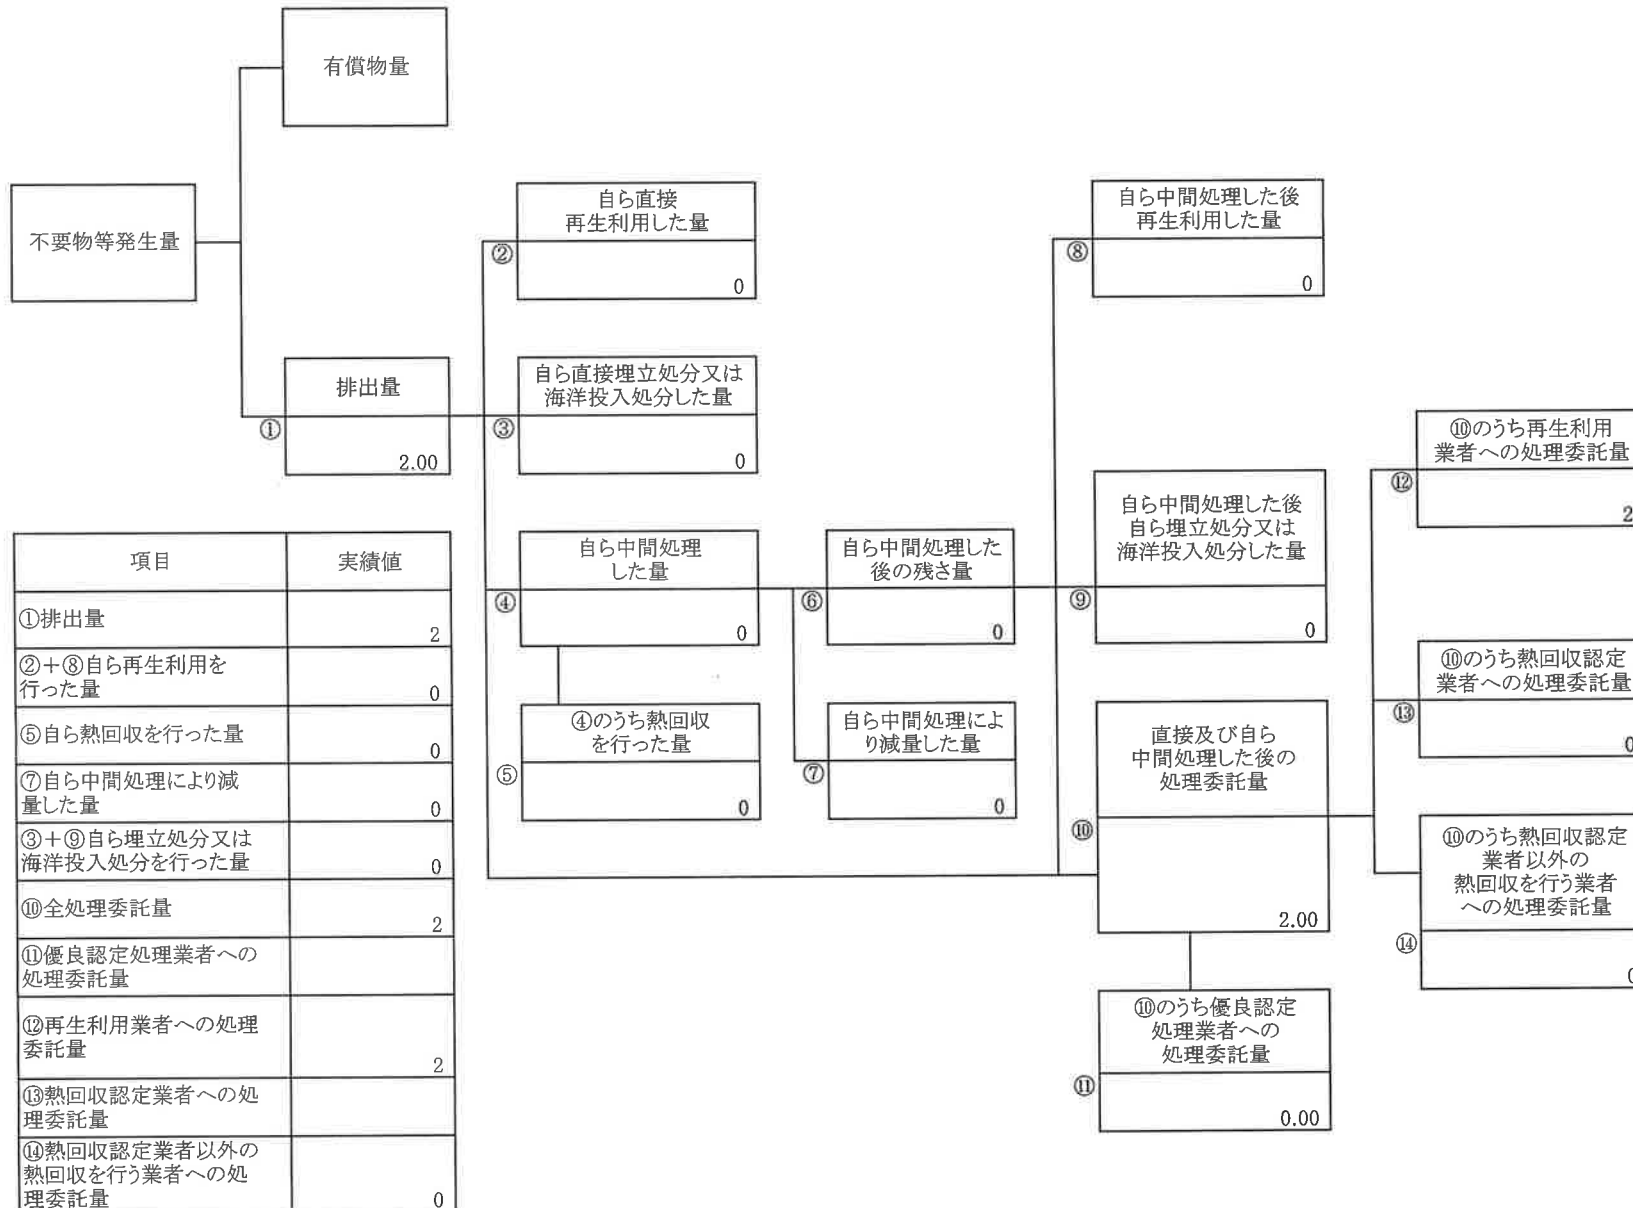 有償物量
不要物等発生量
自ら直接
再生利用した量
②
0
自ら中間処理した後
再生利用した量
⑧
0
排出量
①
2.00
自ら直接埋立処分又は
海洋投入処分した量
③
0
⑩のうち再生利用
業者への処理委託量
⑫
2
自ら中間処理した後
自ら埋立処分又は
海洋投入処分した量
⑨
0
自ら中間処理
した量
④
0
自ら中間処理した
後の残さ量
⑥
0
⑩のうち熱回収認定
業者への処理委託量
⑬
0
④のうち熱回収
を行った量
⑤
0
自ら中間処理によ
り減量した量
⑦
0
直接及び自ら
中間処理した後の
処理委託量
⑩
2.00
⑩のうち熱回収認定
業者以外の
熱回収を行う業者
への処理委託量
⑭
0
⑩のうち優良認定
処理業者への
処理委託量
⑪
0.00
項目 実績値
①排出量
2
②+⑧自ら再生利用を
行った量 0
⑤自ら熱回収を行った量
0
⑦自ら中間処理により減
量した量 0
③+⑨自ら埋立処分又は
海洋投入処分を行った量 0
⑩全処理委託量
2
⑪優良認定処理業者への
処理委託量
⑫再生利用業者への処理
委託量 2
⑬熱回収認定業者への処
理委託量
⑭熱回収認定業者以外の
熱回収を行う業者への処
理委託量 0